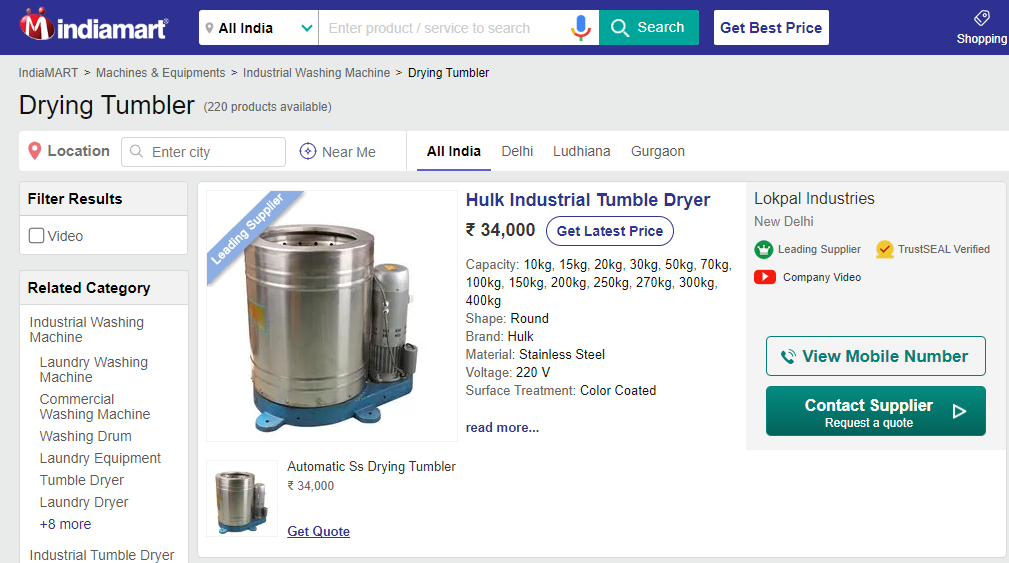 indiamart
All India
Enter product / service to search
Search
Get Best Price
Shopping
IndiaMART > Machines & Equipments > Industrial Washing Machine > Drying Tumbler
Drying Tumbler (220 products available)
Location
Enter city
Near Me
All India
Delhi
Ludhiana
Gurgaon
Filter Results
Video
Related Category
Industrial Washing
Machine
Laundry Washing
Machine
Commercial
Washing Machine
Washing Drum
Laundry Equipment
Tumble Dryer
Laundry Dryer
+8 more
Industrial Tumble Dryer
Leading Supplier
Hulk Industrial Tumble Dryer
₹ 34,000 Get Latest Price
Capacity: 10kg, 15kg, 20kg, 30kg, 50kg, 70kg,
100kg, 150kg, 200kg, 250kg, 270kg, 300kg,
400kg
Shape: Round
Brand: Hulk
Material: Stainless Steel
Voltage: 220 V
Surface Treatment: Color Coated
read more...
Automatic Ss Drying Tumbler
₹ 34,000
Get Quote
Lokpal Industries
New Delhi
Leading Supplier
TrustSEAL Verified
Company Video
View Mobile Number
Contact Supplier
Request a quote